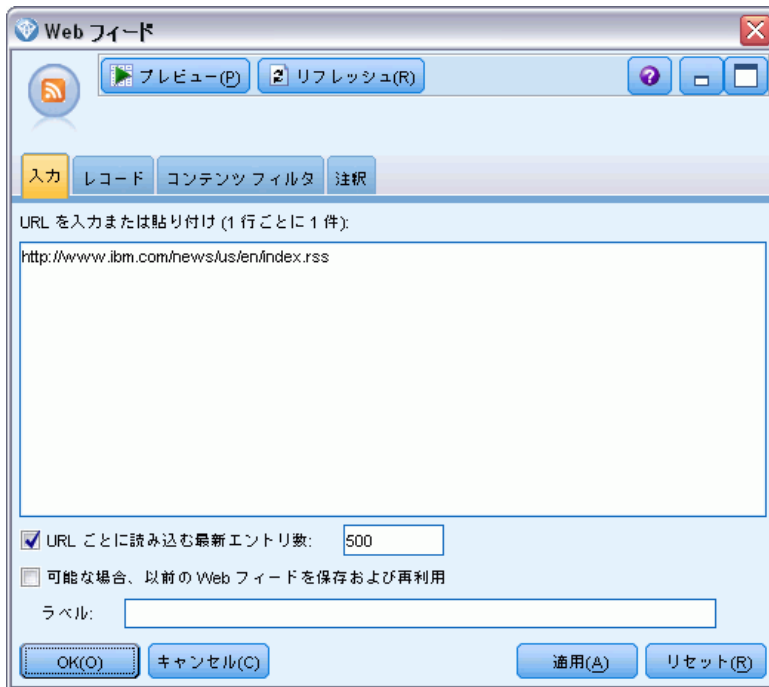 Web フィード
プレビュー(P) リフレッシュ(R)
入力 レコード コンテンツ フィルタ 注釈
URL を入力または貼り付け (1 行ごとに 1 件):
http://www.ibm.com/news/us/en/index.rss
URL ごとに読み込む最新エントリ数: 500
可能な場合、以前の Web フィードを保存および再利用
ラベル:
OK(O) キャンセル(C) 適用(A) リセット(R)